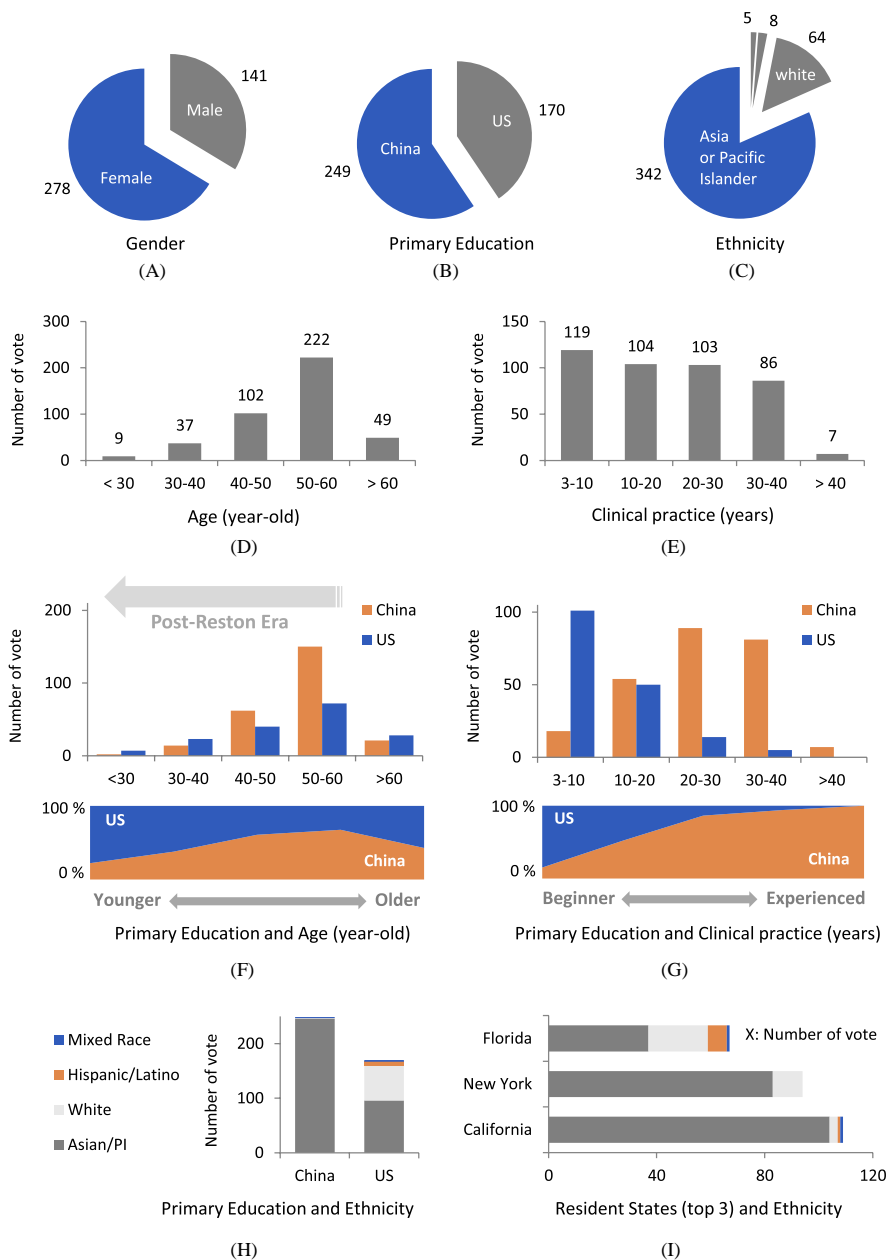 5
8
141
170
64
Male
white
US
Asia
or Pacific
Islander
China
Female
278
249
342
Gender
Primary Education
Ethnicity
(A)
(B)
(C)
Number of vote
300
200
100
0
9
37
102
222
49
< 30
30-40
40-50
50-60
> 60
Age (year-old)
(D)
Number of vote
150
100
50
0
119
104
103
86
7
3-10
10-20
20-30
30-40
> 40
Clinical practice (years)
(E)
Post-Reston Era
China
US
Number of vote
200
100
0
<30
30-40
40-50
50-60
>60
100 %
0 %
US
China
Younger
Older
Primary Education and Age (year-old)
(F)
China
US
Number of vote
100
50
0
3-10
10-20
20-30
30-40
>40
100 %
0 %
US
China
Beginner
Experienced
Primary Education and Clinical practice (years)
(G)
Mixed Race
Hispanic/Latino
White
Asian/PI
Number of vote
200
100
0
China
US
Primary Education and Ethnicity
(H)
Florida
New York
California
X: Number of vote
0
40
80
120
Resident States (top 3) and Ethnicity
(I)